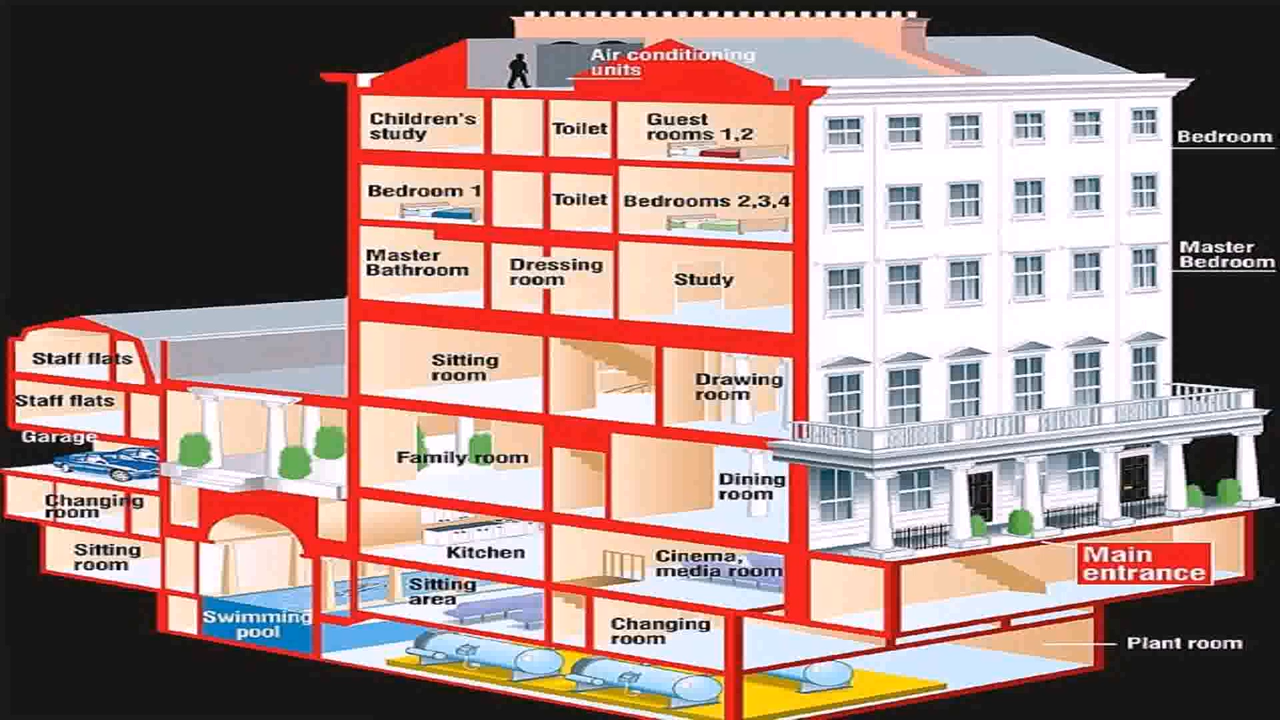 Air conditioning
units
Children's
study
Toilet
Guest
rooms 1,2
Bedroom
Bedroom 1
Toilet
Bedrooms 2,3,4
Master
Bathroom
Dressing
room
Study
Master
Bedroom
Staff flats
Sitting
room
Drawing
room
Staff flats
Garage
Family room
Dining
room
Changing
room
Sitting
room
Kitchen
Cinema,
media room
Main
entrance
Sitting
area
Swimming
pool
Changing
room
Plant room